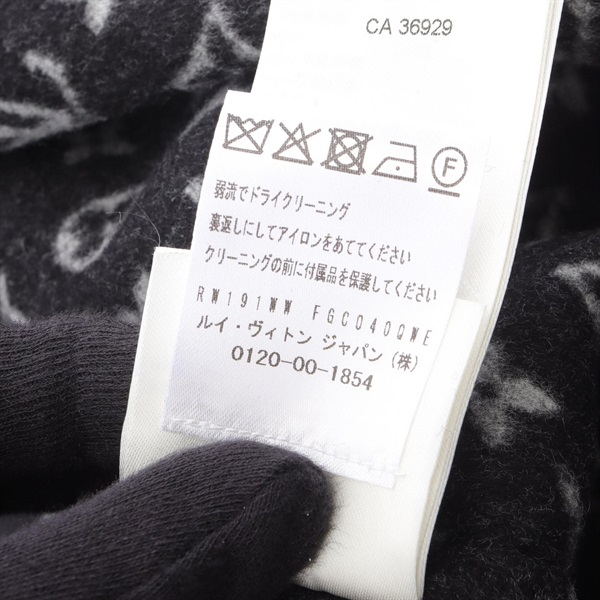 CA 36929
F
弱流でドライクリーニング
裏返しにしてアイロンをあててください
クリーニングの前に付属品を保護してください
RW191WW FGCO40QWE
ルイ・ヴィトン ジャパン (株)
0120-00-1854